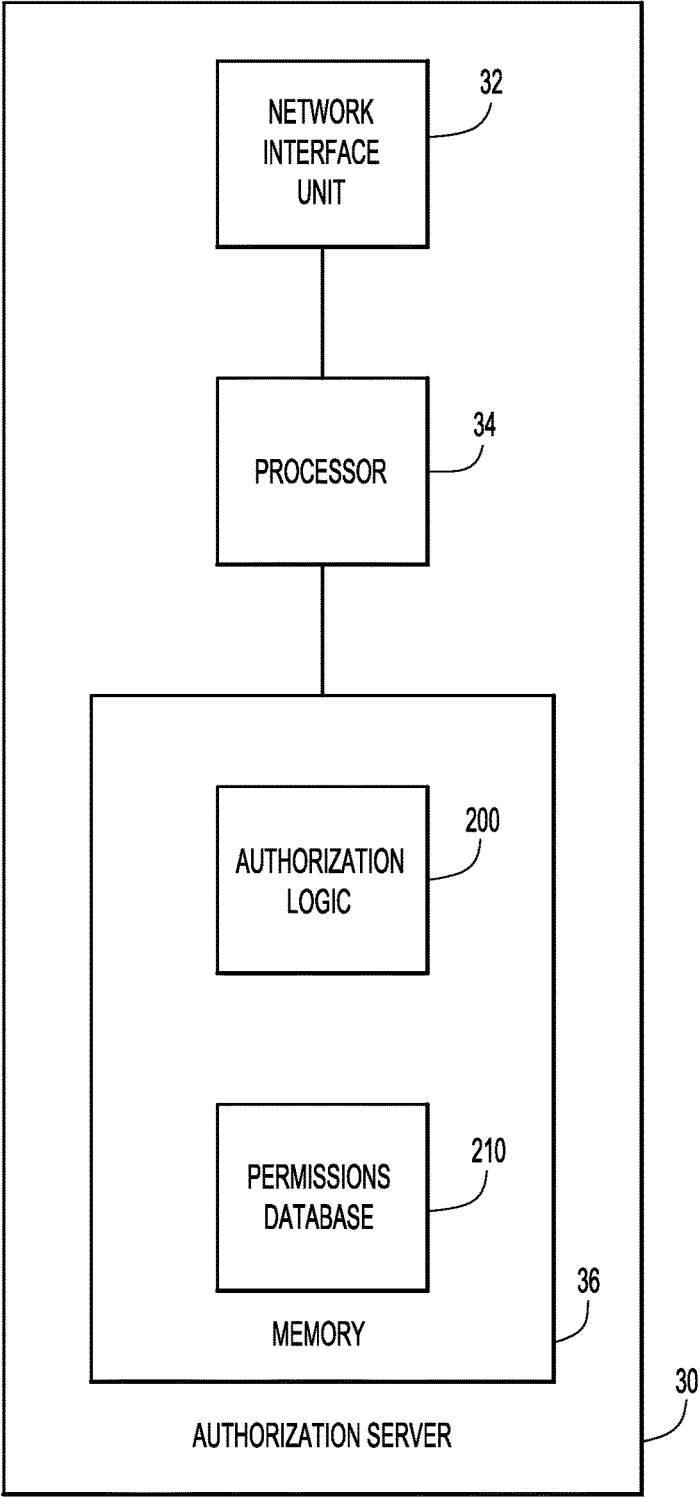 32
NETWORK
INTERFACE
UNIT
34
PROCESSOR
200
AUTHORIZATION
LOGIC
210
PERMISSIONS
DATABASE
36
MEMORY
30
AUTHORIZATION SERVER